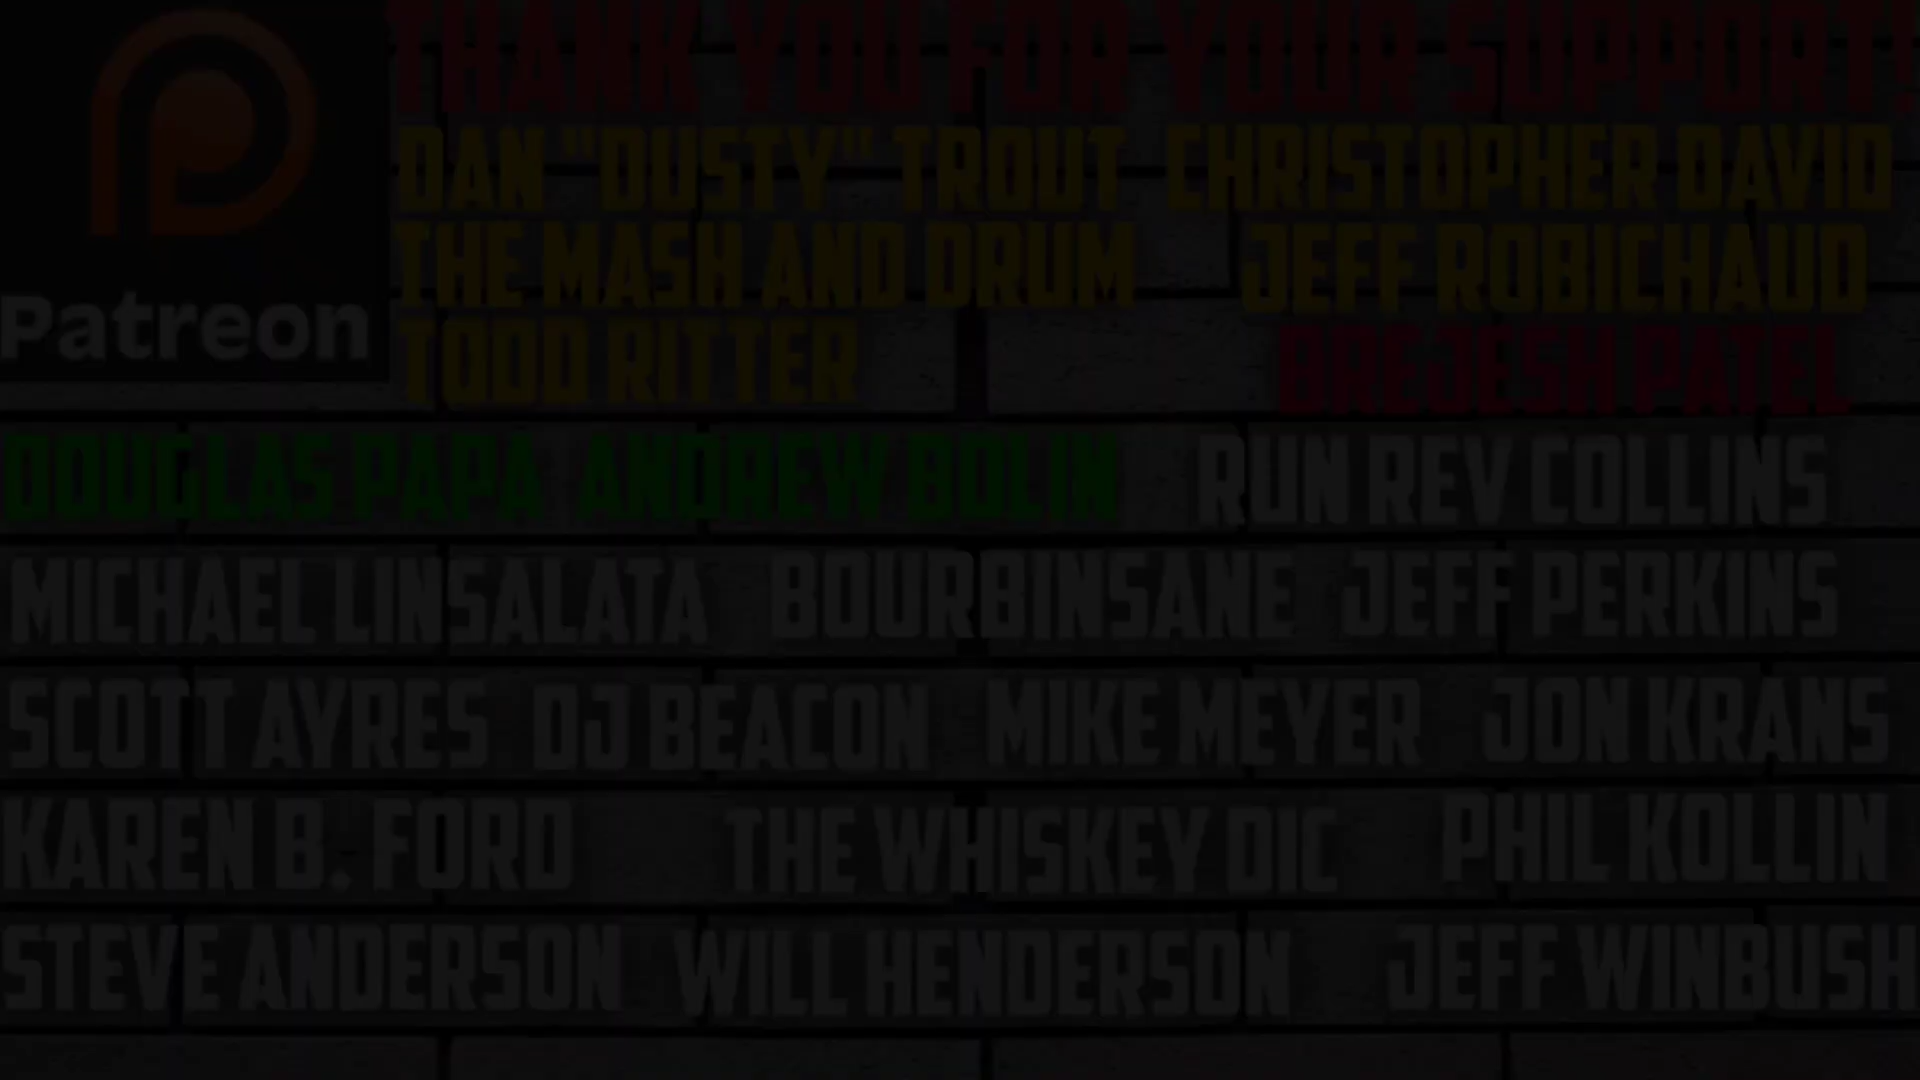 THANK YOU FOR YOUR SUPPORT!
DAN "DUSTY" TROUT CHRISTOPHER DAVID
THE MASH AND DRUM JEFF ROBICHAUD
Patreon
TODD RITTER BREJESH PATEL
DOUGLAS PAPA ANDREW BOLIN RUN REV COLLINS
MICHAEL LINSALATA BOURBINSANE JEFF PERKINS
SCOTT AYRES DJ BEACON MIKE MEYER JON KRANS
KAREN B. FORD THE WHISKEY DIC PHIL KOLLIN
STEVE ANDERSON WILL HENDERSON JEFF WINBUSH